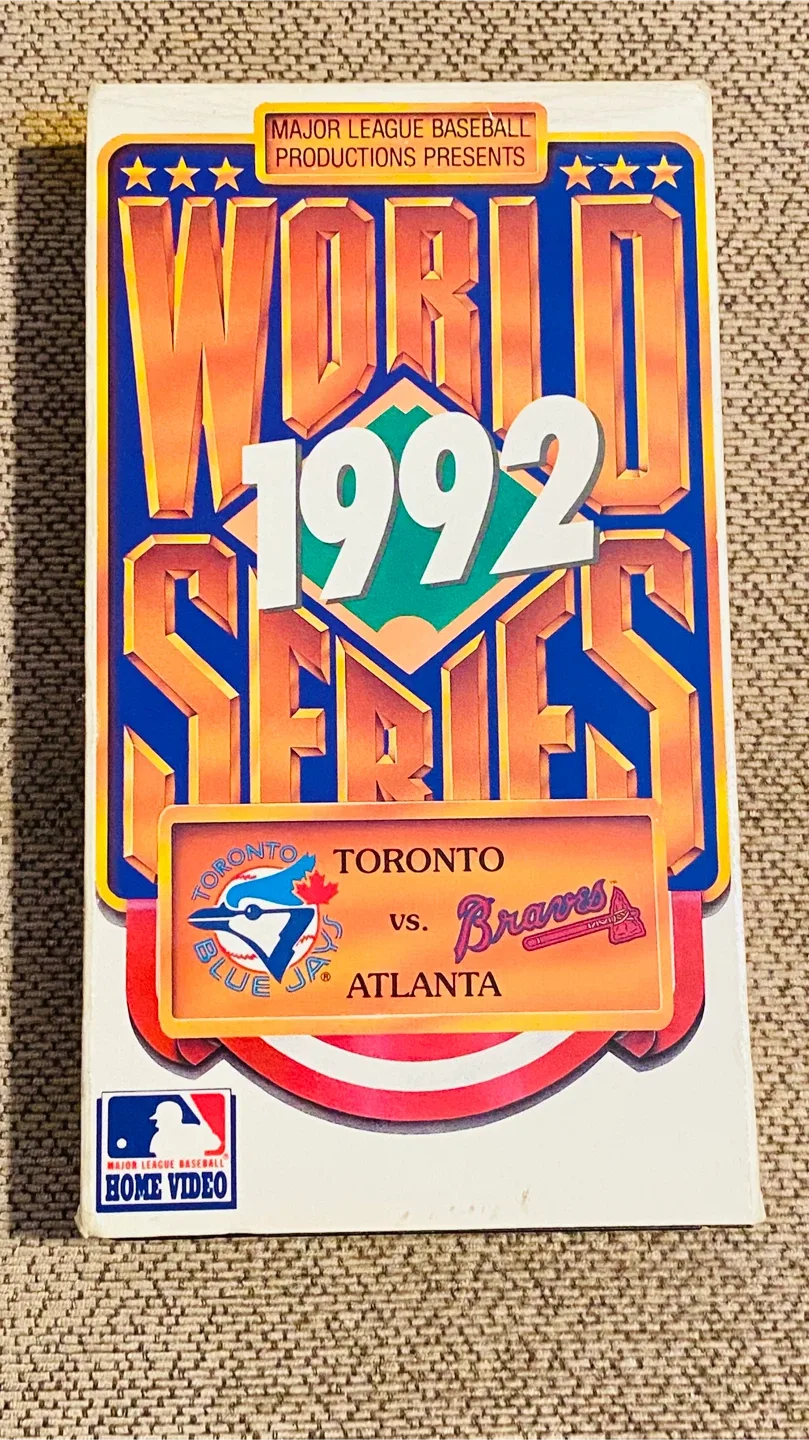 MAJOR LEAGUE BASEBALL
PRODUCTIONS PRESENTS
WORLD
1992
SERIES
TORONTO
BLUE JAYS®
TORONTO
vs.
Braves™
ATLANTA
MAJOR LEAGUE BASEBALL®
HOME VIDEO